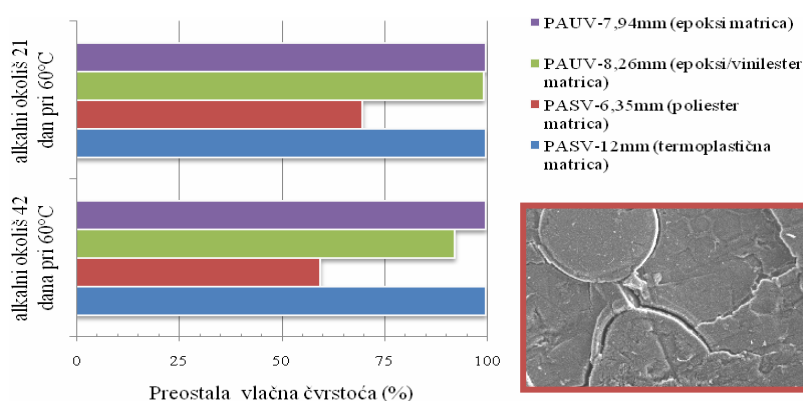 alkalni okoliš 21
dan pri 60°C
alkalni okoliš 42
dana pri 60°C
0
25
50
75
100
Preostala vlačna čvrstoća (%)
PAUV-7,94mm (epoksi matrica)
PAUV-8,26mm (epoksi/vinilester
matrica)
PASV-6,35mm (poliester
matrica)
PASV-12mm (termoplastična
matrica)